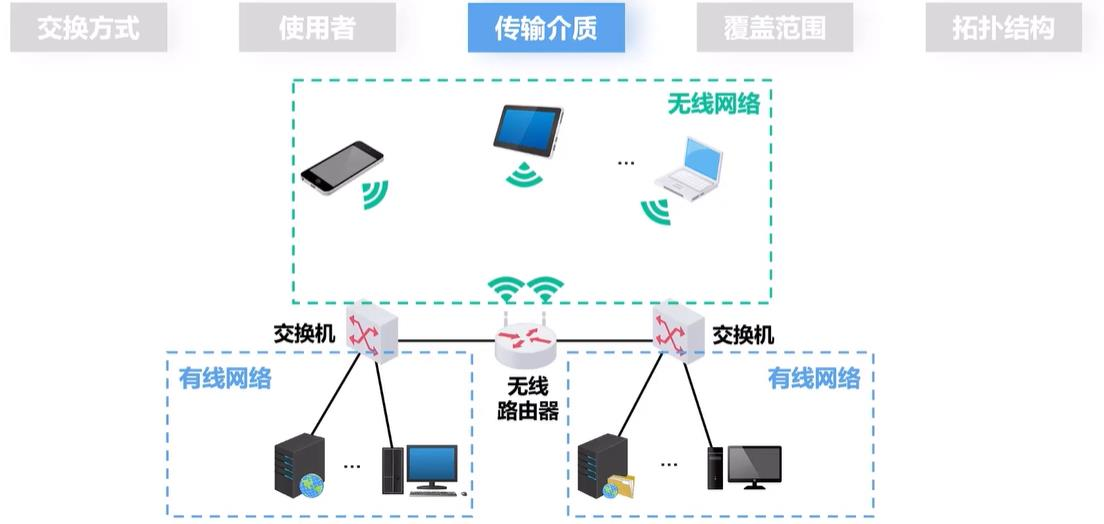 交换方式
使用者
传输介质
覆盖范围
拓扑结构
无线网络
...
交换机
交换机
有线网络
无线
路由器
有线网络
...
...